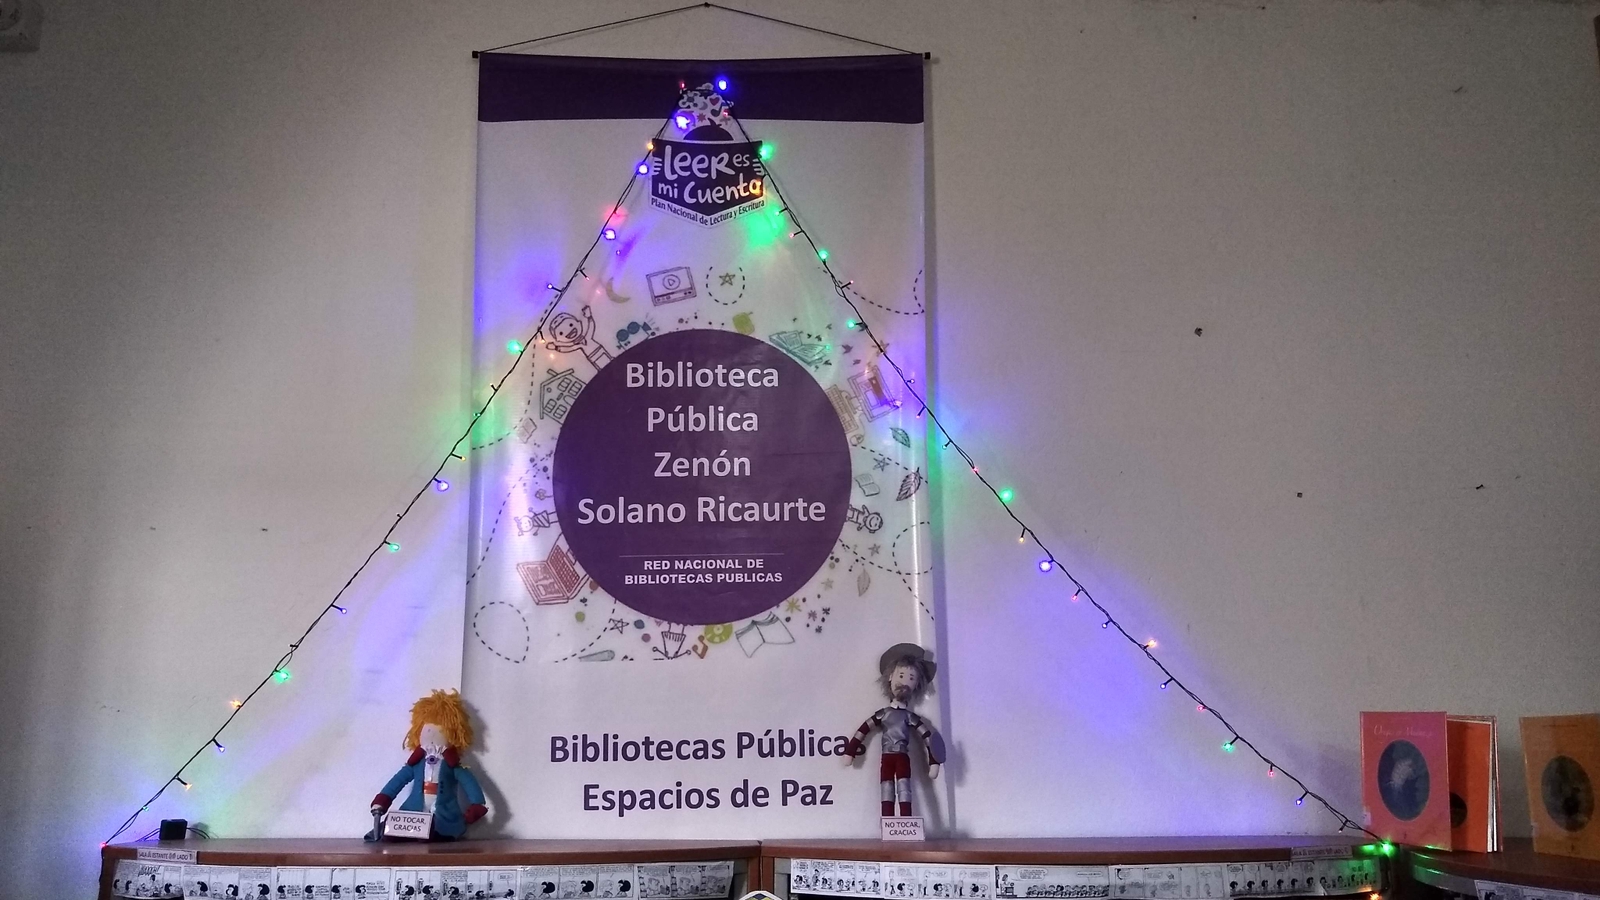 Leer es
mi Cuento
Plan Nacional de Lectura y Escritura
Biblioteca
Pública
Zenón
Solano Ricaurte
RED NACIONAL DE
BIBLIOTECAS PUBLICAS
Bibliotecas Públicas
Espacios de Paz
NO TOCAR,
GRACIAS
NO TOCAR,
GRACIAS